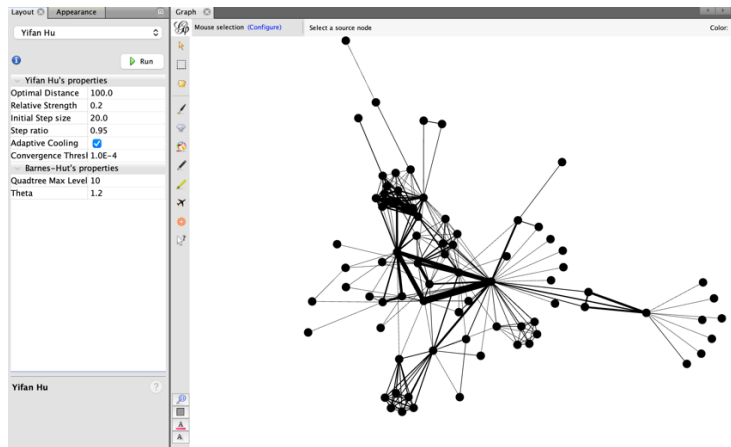 Layout
Appearance
Graph
Yifan Hu
Mouse selection (Configure)
Select a source node
Color:
Run
Yifan Hu's properties
Optimal Distance 100.0
Relative Strength 0.2
Initial Step size 20.0
Step ratio 0.95
Adaptive Cooling
Convergence Thresl 1.0E-4
Barnes-Hut's properties
Quadtree Max Level 10
Theta 1.2
Yifan Hu
?
A
A